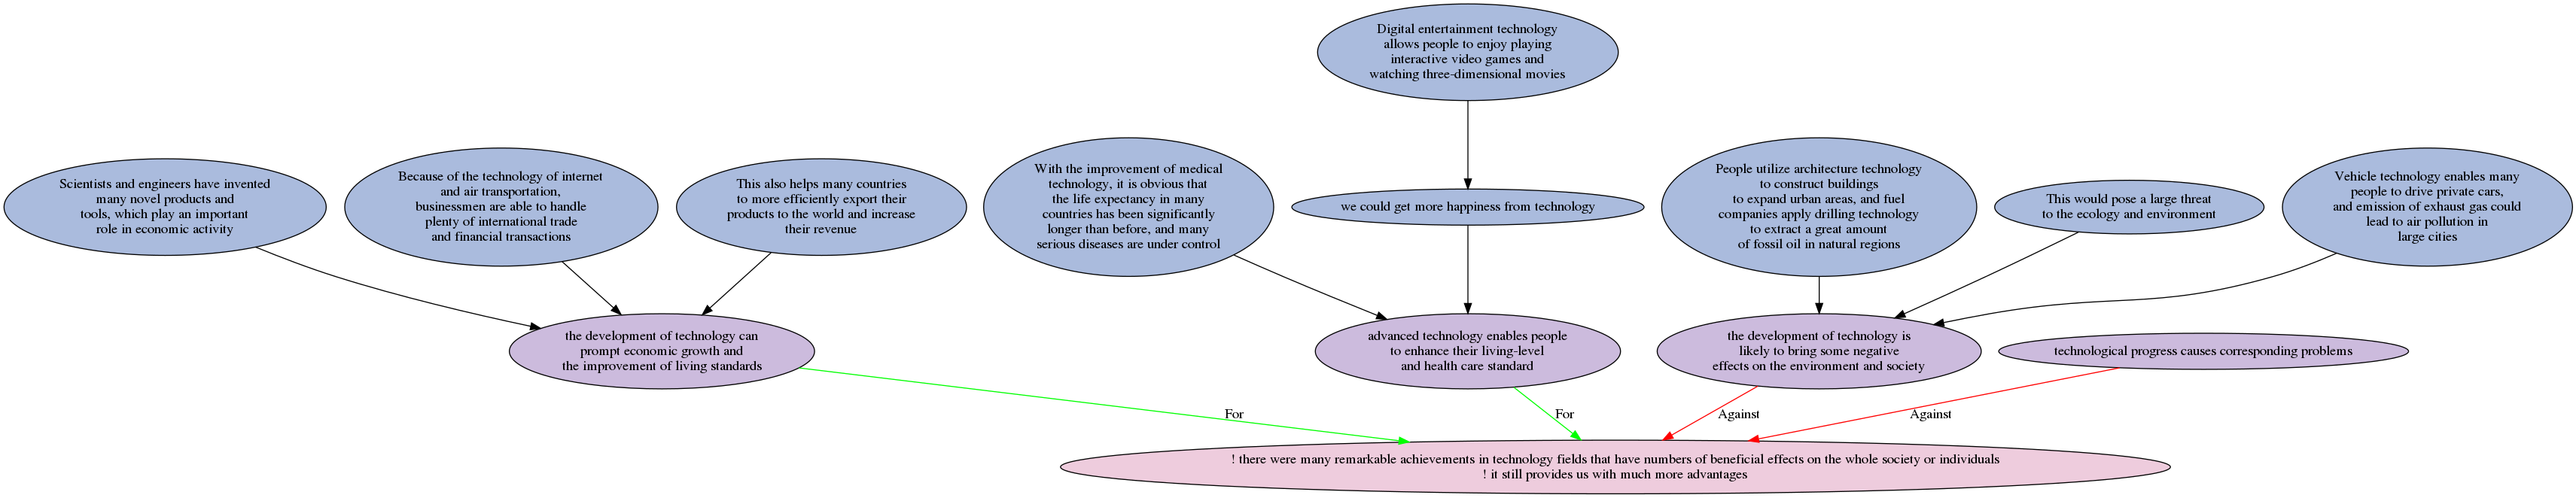 Digital entertainment technology
allows people to enjoy playing
interactive video games and
watching three-dimensional movies
Scientists and engineers have invented
many novel products and
tools, which play an important
role in economic activity
Because of the technology of internet
and air transportation,
businessmen are able to handle
plenty of international trade
and financial transactions
This also helps many countries
to more efficiently export their
products to the world and increase
their revenue
With the improvement of medical
technology, it is obvious that
the life expectancy in many
countries has been significantly
longer than before, and many
serious diseases are under control
we could get more happiness from technology
People utilize architecture technology
to construct buildings
to expand urban areas, and fuel
companies apply drilling technology
to extract a great amount
of fossil oil in natural regions
This would pose a large threat
to the ecology and environment
Vehicle technology enables many
people to drive private cars,
and emission of exhaust gas could
lead to air pollution in
large cities
the development of technology can
prompt economic growth and
the improvement of living standards
advanced technology enables people
to enhance their living-level
and health care standard
the development of technology is
likely to bring some negative
effects on the environment and society
technological progress causes corresponding problems
For
For
Against
Against
! there were many remarkable achievements in technology fields that have numbers of beneficial effects on the whole society or individuals
! it still provides us with much more advantages